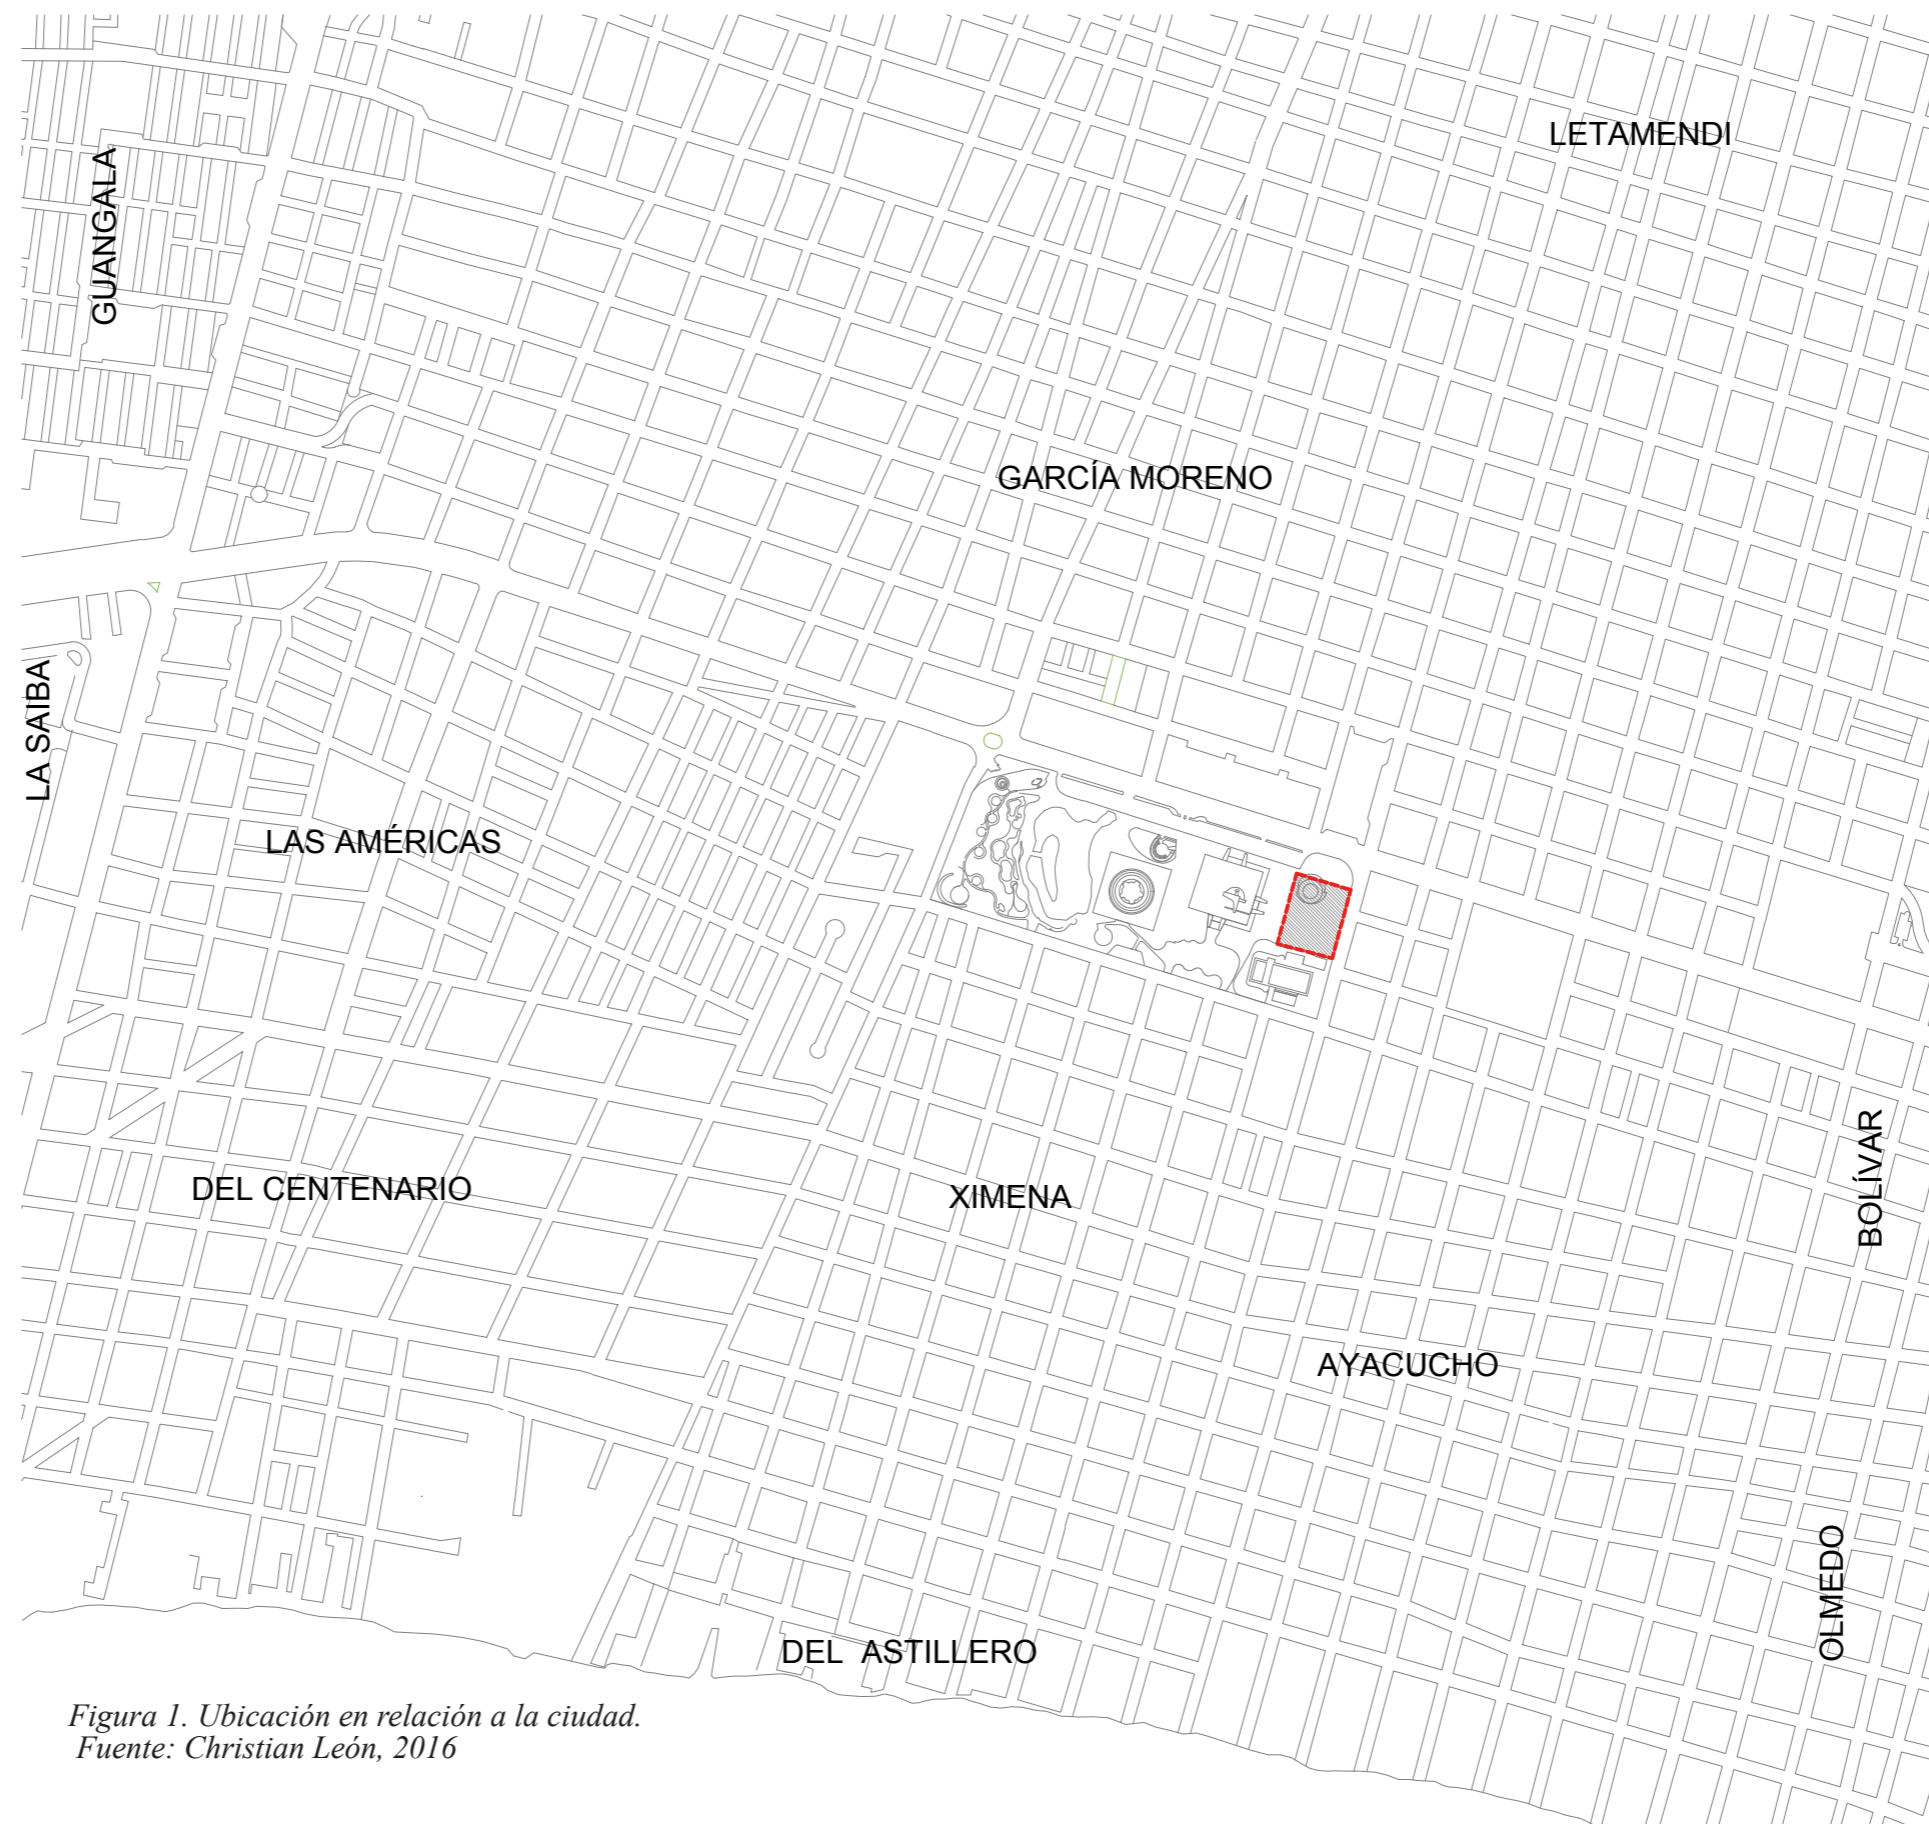 LETAMENDI
GUANGALA
GARCÍA MORENO
LA SAIBA
LAS AMÉRICAS
DEL CENTENARIO
XIMENA
BOLÍVAR
AYACUCHO
OLMEDO
DEL ASTILLERO
Figura 1. Ubicación en relación a la ciudad.
Fuente: Christian León, 2016